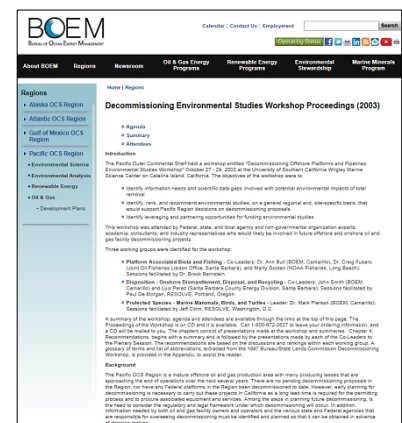 BOEM
BUREAU OF OCEAN ENERGY MANAGEMENT
Calendar | Contact Us | Employment
Search
Operating Status
About BOEM
Regions
Newsroom
Oil & Gas Energy Programs
Renewable Energy Programs
Environmental Stewardship
Marine Minerals Program
Regions
Alaska OCS Region
Atlantic OCS Region
Gulf of Mexico OCS Region
Pacific OCS Region
Environmental Science
Environmental Analysis
Renewable Energy
Oil & Gas
– Development Plans
Home | Regions
Decommissioning Environmental Studies Workshop Proceedings (2003)
Agenda
Summary
Attendees
Introduction
The Pacific Outer Continental Shelf held a workshop entitled "Decommissioning Offshore Platforms and Pipelines:
Environmental Studies Workshop" October 27 - 29, 2003 at the University of Southern California Wrigley Marine
Science Center on Catalina Island, California. The objectives of the workshop were to:
Identify information needs and scientific data gaps involved with potential environmental impacts of total
removal
Identify, rank, and recommend environmental studies, on a general regional and site-specific basis, that
would support Pacific Region decisions on decommissioning proposals
Identify leveraging and partnering opportunities for funding environmental studies
This workshop was attended by Federal, state, and local agency and non-governmental organization experts;
academia; consultants; and industry representatives who would likely be involved in future offshore and onshore oil and
gas facility decommissioning projects.
Three working groups were identified for the workshop:
Platform Associated Biota and Fishing - Co-Leaders: Dr. Ann Bull (BOEM, Camarillo), Dr. Craig Fusaro
(Joint Oil Fisheries Liaison Office, Santa Barbara), and Marty Golden (NOAA Fisheries, Long Beach);
Sessions facilitated by Dr. Brock Bernstein
Disposition - Onshore Dismantlement, Disposal, and Recycling - Co-Leaders: John Smith (BOEM,
Camarillo) and Luis Perez (Santa Barbara County Energy Division, Santa Barbara); Sessions facilitated by
Paul De Morgan, RESOLVE, Portland, Oregon
Protected Species - Marine Mammals, Birds, and Turtles - Leader: Dr. Mark Pierson (BOEM, Camarillo);
Sessions facilitated by Jeff Citrin, RESOLVE, Washington, D.C.
A summary of the workshop, agenda and attendees are available through the links at the top of this page. The
Proceedings of the Workshop is on CD and it is available. Call 1-800-672-2627 to leave your ordering information, and
a CD will be mailed to you. The chapters consist of presentations made at the workshop and summaries. Chapter 4,
Recommendations, begins with a summary and is followed by the presentations made by each of the Co-Leaders to
the Plenary Session. The recommendations are based on the discussions and rankings within each working group. A
glossary of terms and list of abbreviations, extracted from the 1997 Bureau/State Lands Commission Decommissioning
Workshop, is provided in the Appendix, to assist the reader.
Background
The Pacific OCS Region is a mature offshore oil and gas production area with many producing leases that are
approaching the end of operations over the next several years. There are no pending decommissioning proposals in
the Region, nor have any Federal platforms in the Region been decommissioned to date. However, early planning for
decommissioning is necessary to carry out these projects in California as a long lead time is required for the permitting
process and to procure associated equipment and services. Among the steps in planning future decommissioning, is
the need to consider the regulatory and legal framework under which decommissioning will occur. In addition,
information needed by both oil and gas facility owners and operators and the various state and Federal agencies that
are responsible for overseeing decommissioning must be identified and planned so that it can be obtained in advance